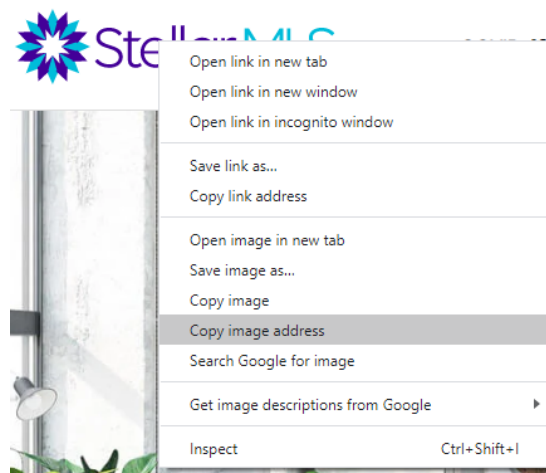 Stellar MLS
Open link in new tab
Open link in new window
Open link in incognito window
Save link as...
Copy link address
Open image in new tab
Save image as...
Copy image
Copy image address
Search Google for image
Get image descriptions from Google
Inspect Ctrl+Shift+I